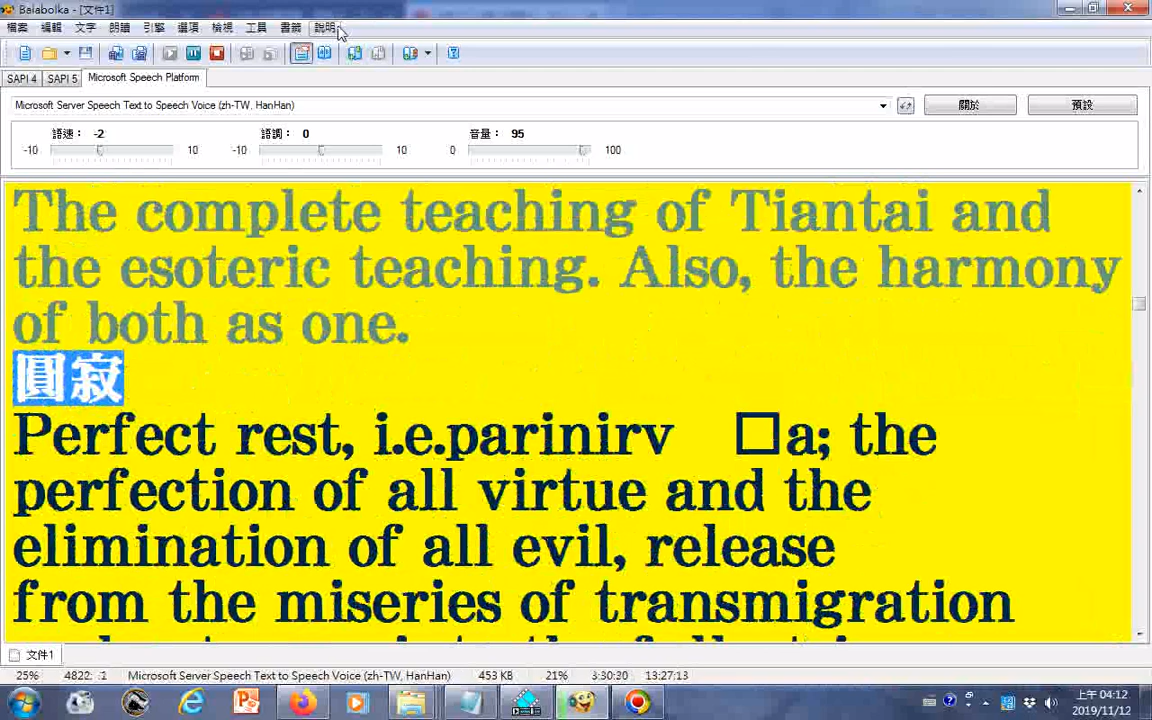 Balabolka - [文件1]
檔案 編輯 文字 朗讀 引擎 選項 檢視 工具 書籤 說明
SAPI 4 SAPI 5 Microsoft Speech Platform
Microsoft Server Speech Text to Speech Voice (zh-TW, HanHan) 關於 預設
語速： -2 語調： 0 音量： 95
-10 10 -10 10 0 100
The complete teaching of Tiantai and
the esoteric teaching. Also, the harmony
of both as one.
圓寂
Perfect rest, i.e.parinirv □a; the
perfection of all virtue and the
elimination of all evil, release
from the miseries of transmigration
文件1
25% 4822: :1 Microsoft Server Speech Text to Speech Voice (zh-TW, HanHan) 453 KB 21% 3:30:30 13:27:13
上午 04:12
2019/11/12